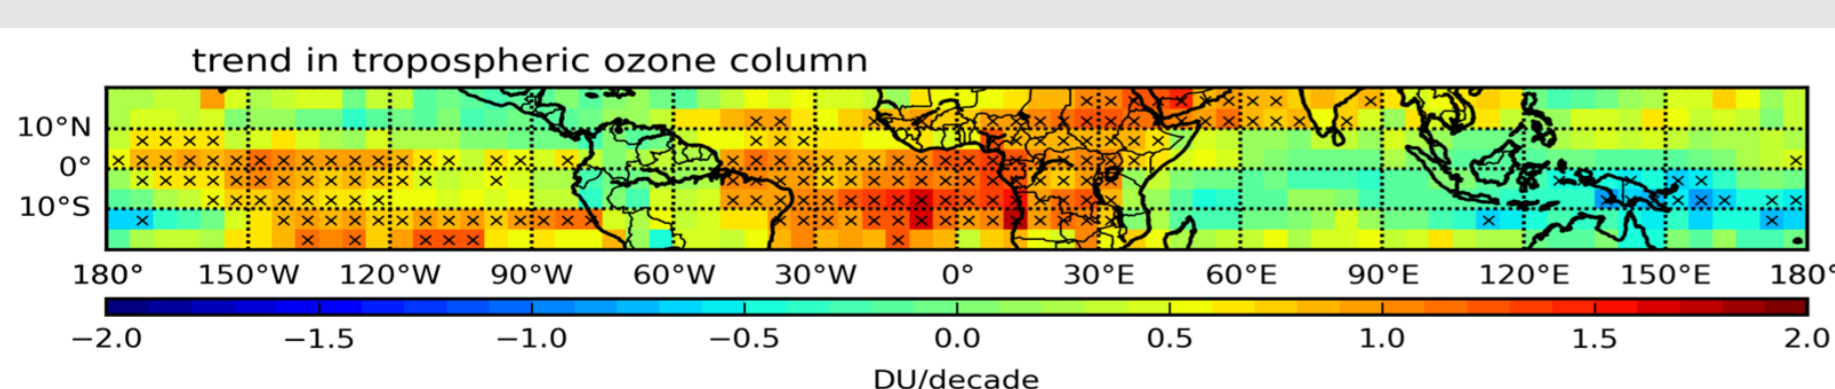 trend in tropospheric ozone column
10°N
0°
10°S
180° 150°W 120°W 90°W 60°W 30°W 0° 30°E 60°E 90°E 120°E 150°E 180°
−2.0 −1.5 −1.0 −0.5 0.0 0.5 1.0 1.5 2.0
DU/decade